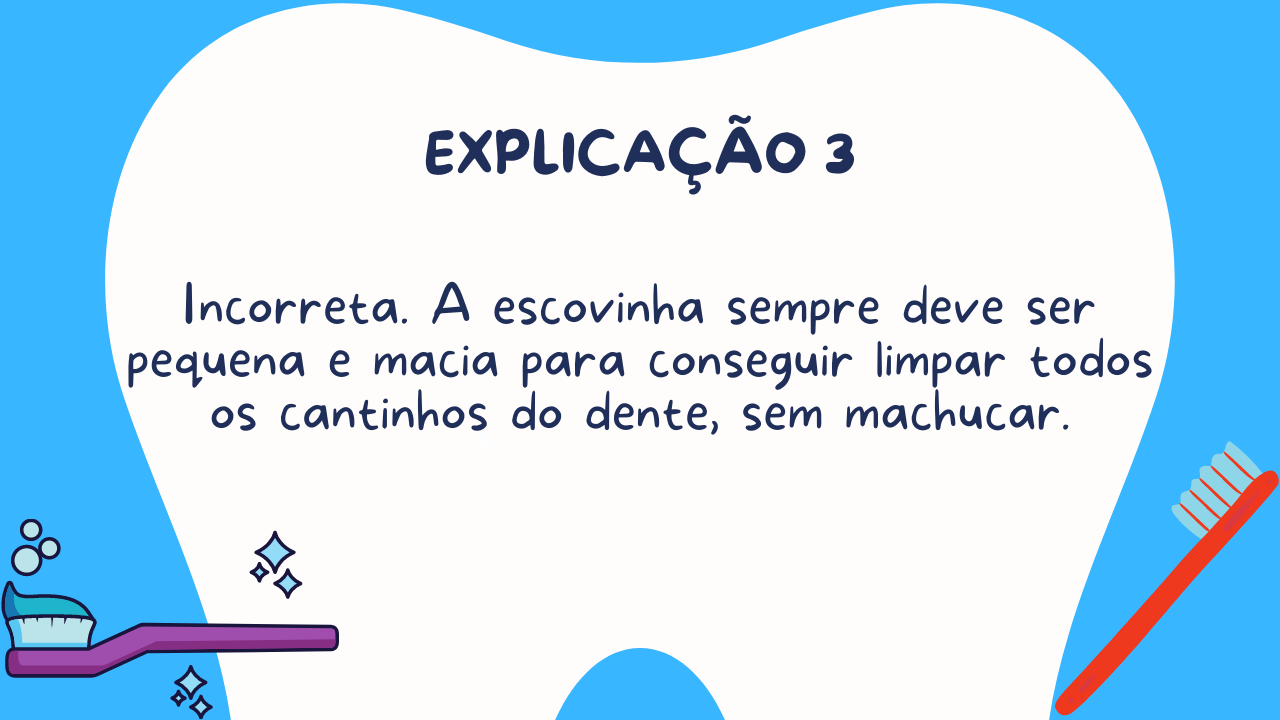 EXPLICAÇÃO 3
Incorreta. A escovinha sempre deve ser
pequena e macia para conseguir limpar todos
os cantinhos do dente, sem machucar.